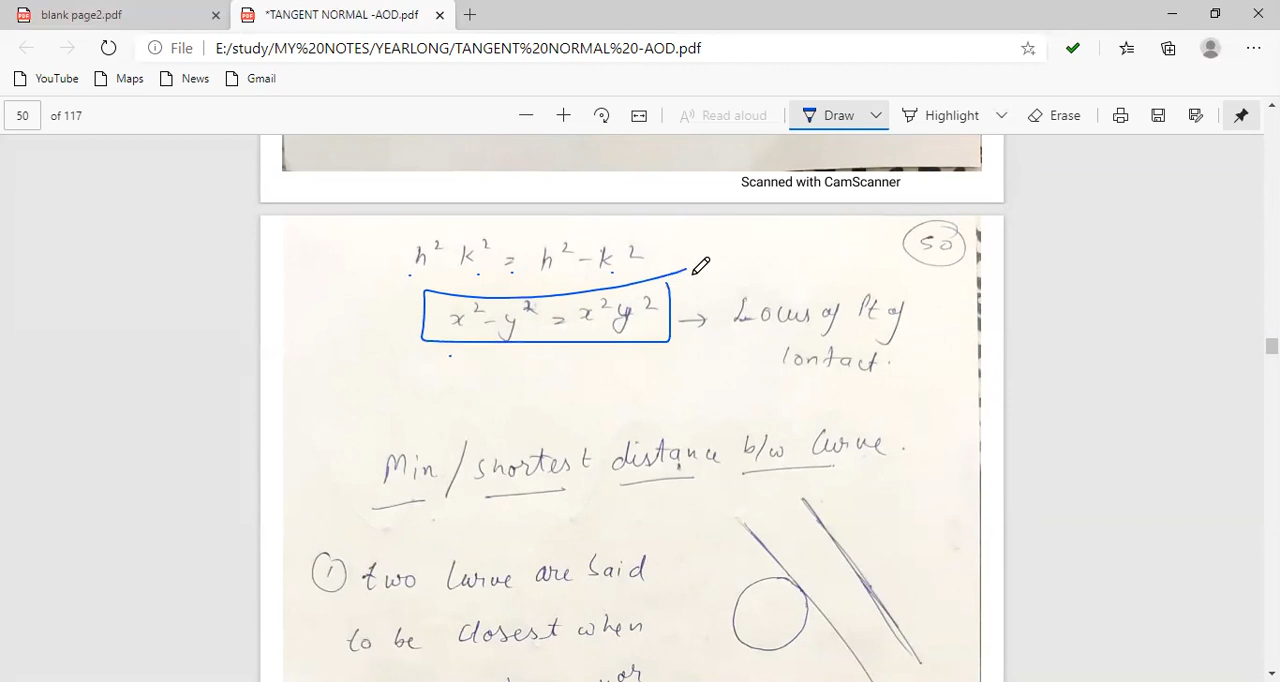 blank page2.pdf
*TANGENT NORMAL -AOD.pdf
File | E:/study/MY%20NOTES/YEARLONG/TANGENT%20NORMAL%20-AOD.pdf
YouTube Maps News Gmail
50 of 117 Read aloud Draw Highlight Erase
Scanned with CamScanner
50
h² k² = h² - k²
x² - y² = x² y² → Locus of Pt of
Contact.
Min / shortest distance b/w Curve.
① two Curve are said
to be closest when